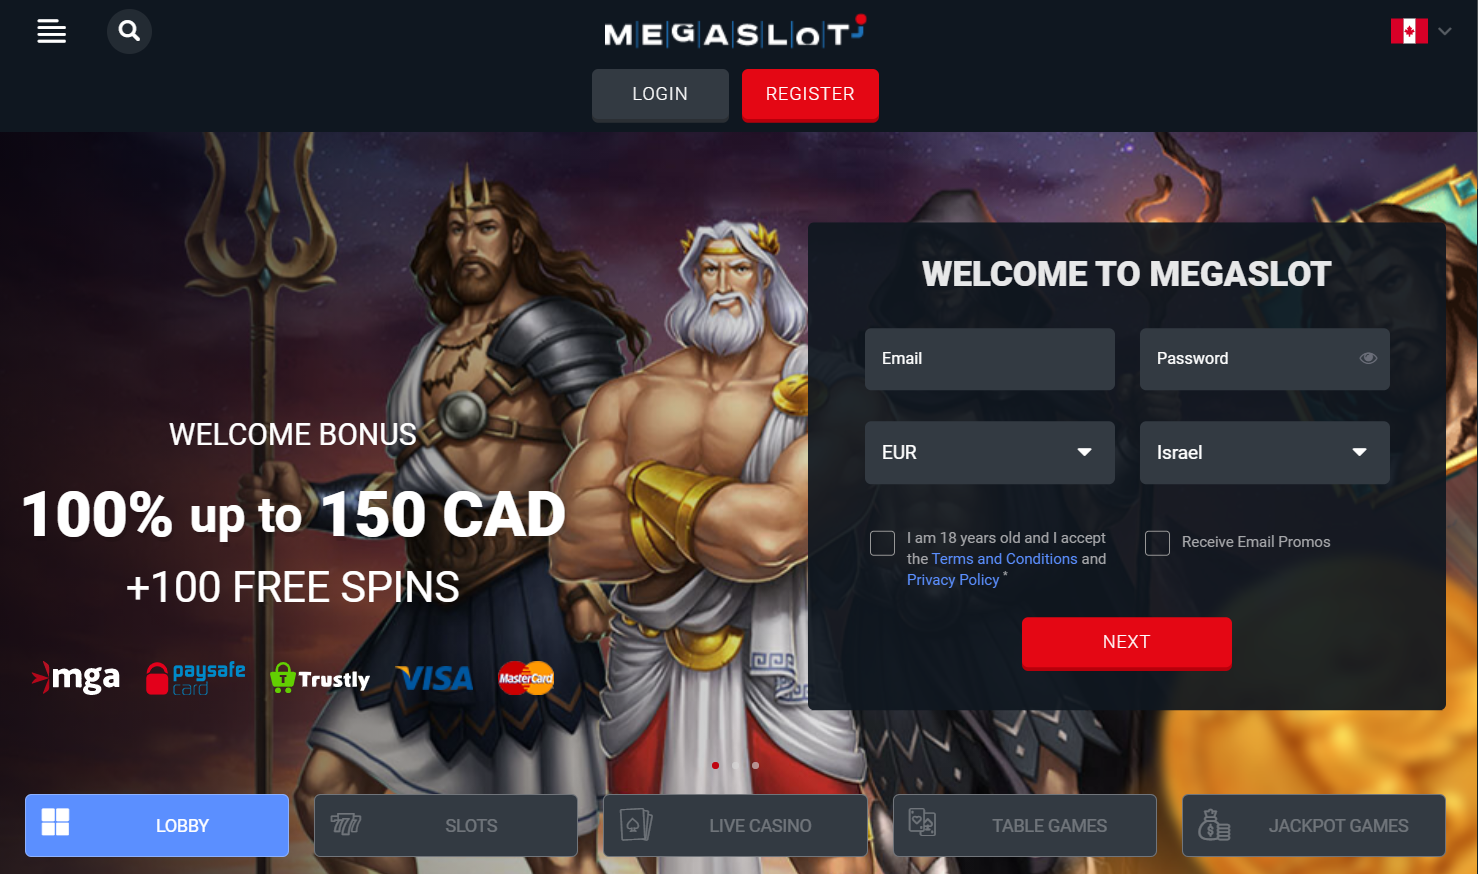 MEGASLOT
LOGIN
REGISTER
WELCOME TO MEGASLOT
Email
Password
EUR
Israel
I am 18 years old and I accept
the Terms and Conditions and
Privacy Policy *
Receive Email Promos
NEXT
WELCOME BONUS
100% up to 150 CAD
+100 FREE SPINS
mga
paysafe
card
Trustly
VISA
MasterCard
LOBBY
777
SLOTS
LIVE CASINO
TABLE GAMES
$
JACKPOT GAMES